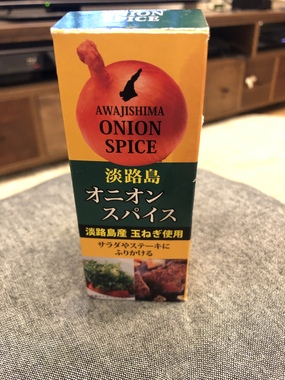 ONION
SPICE
AWAJISHIMA
ONION
SPICE
淡路島
オニオン
スパイス
淡路島産 玉ねぎ使用
サラダやステーキに
ふりかける